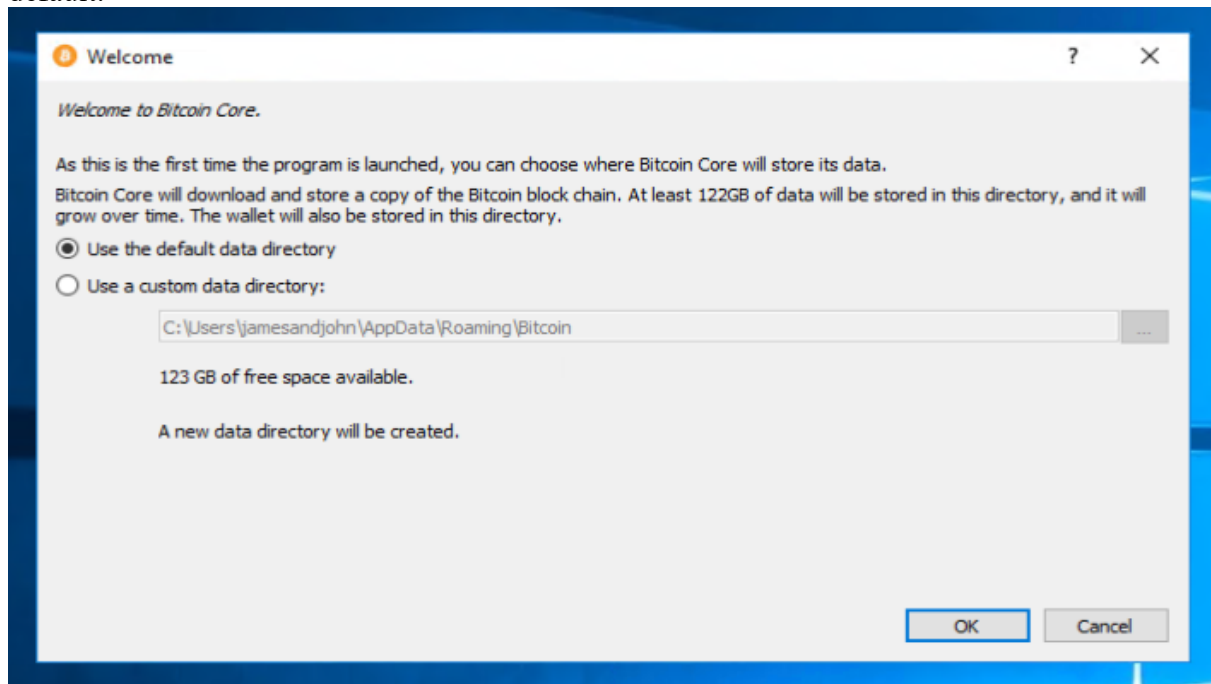 Welcome
Welcome to Bitcoin Core.
As this is the first time the program is launched, you can choose where Bitcoin Core will store its data.
Bitcoin Core will download and store a copy of the Bitcoin block chain. At least 122GB of data will be stored in this directory, and it will
grow over time. The wallet will also be stored in this directory.
Use the default data directory
Use a custom data directory:
C:\Users\jamesandjohn\AppData\Roaming\Bitcoin
...
123 GB of free space available.
A new data directory will be created.
OK
Cancel